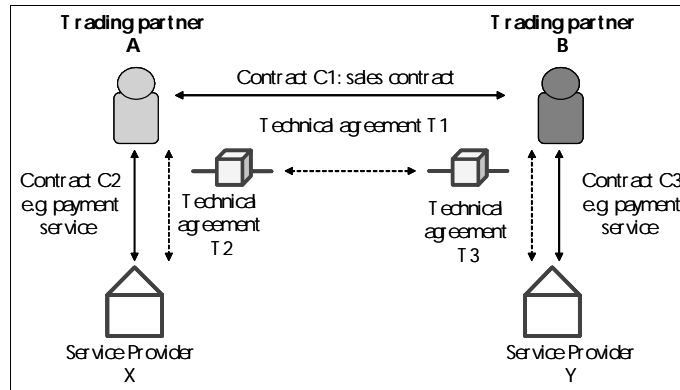 Trading partner
A
Trading partner
B
Contract C1: sales contract
Technical agreement T1
Contract C2
e.g. payment
service
Technical
agreement
T2
Technical
agreement
T3
Contract C3
e.g. payment
service
Service Provider
X
Service Provider
Y